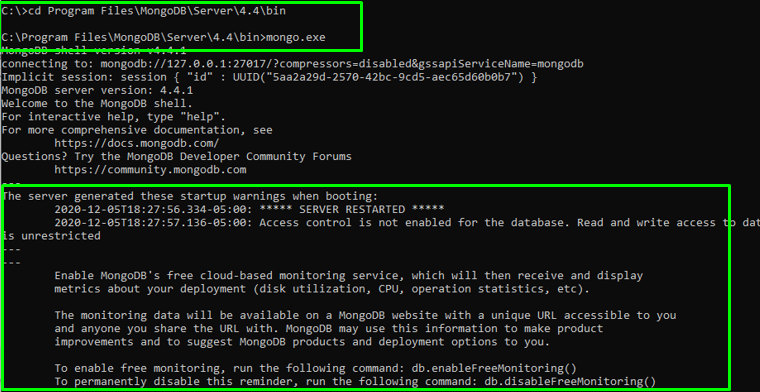 C:\>cd Program Files\MongoDB\Server\4.4\bin
C:\Program Files\MongoDB\Server\4.4\bin>mongo.exe
MongoDB shell version v4.4.1
connecting to: mongodb://127.0.0.1:27017/?compressors=disabled&gssapiServiceName=mongodb
Implicit session: session { "id" : UUID("5aa2a29d-2570-42bc-9cd5-aec65d60b0b7") }
MongoDB server version: 4.4.1
Welcome to the MongoDB shell.
For interactive help, type "help".
For more comprehensive documentation, see
https://docs.mongodb.com/
Questions? Try the MongoDB Developer Community Forums
https://community.mongodb.com
---
The server generated these startup warnings when booting:
2020-12-05T18:27:56.334-05:00: ***** SERVER RESTARTED *****
2020-12-05T18:27:57.136-05:00: Access control is not enabled for the database. Read and write access to dat
is unrestricted
---
---
Enable MongoDB's free cloud-based monitoring service, which will then receive and display
metrics about your deployment (disk utilization, CPU, operation statistics, etc).
The monitoring data will be available on a MongoDB website with a unique URL accessible to you
and anyone you share the URL with. MongoDB may use this information to make product
improvements and to suggest MongoDB products and deployment options to you.
To enable free monitoring, run the following command: db.enableFreeMonitoring()
To permanently disable this reminder, run the following command: db.disableFreeMonitoring()